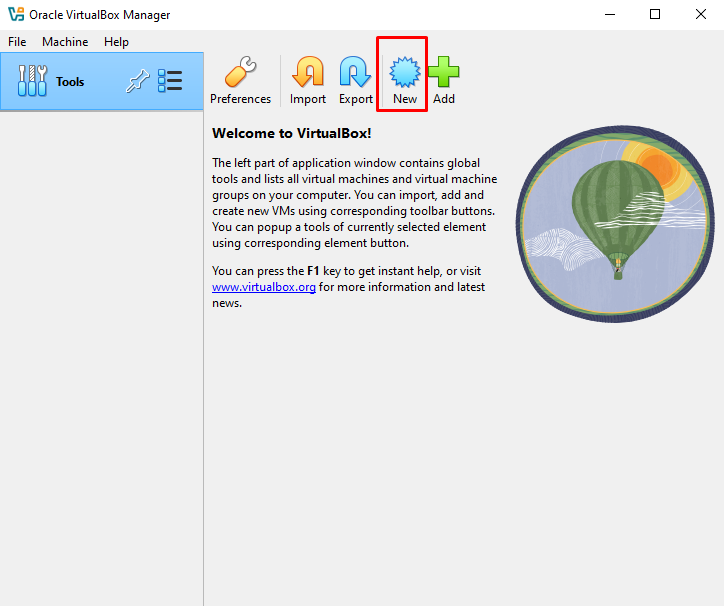 Oracle VirtualBox Manager
File Machine Help
Tools
Preferences Import Export New Add
Welcome to VirtualBox!
The left part of application window contains global
tools and lists all virtual machines and virtual machine
groups on your computer. You can import, add and
create new VMs using corresponding toolbar buttons.
You can popup a tools of currently selected element
using corresponding element button.
You can press the F1 key to get instant help, or visit
www.virtualbox.org for more information and latest
news.